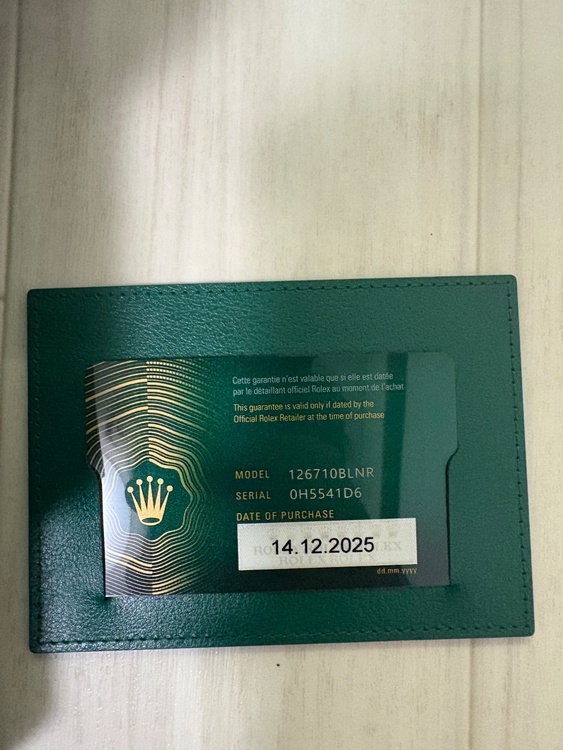 Cette garantie n'est valable que si elle est datée
par le détaillant officiel Rolex au moment de l'achat
This guarantee is valid only if dated by the
Official Rolex Retailer at the time of purchase
MODEL 126710BLNR
SERIAL 0H5541D6
DATE OF PURCHASE
14.12.2025
dd.mm.yyyy